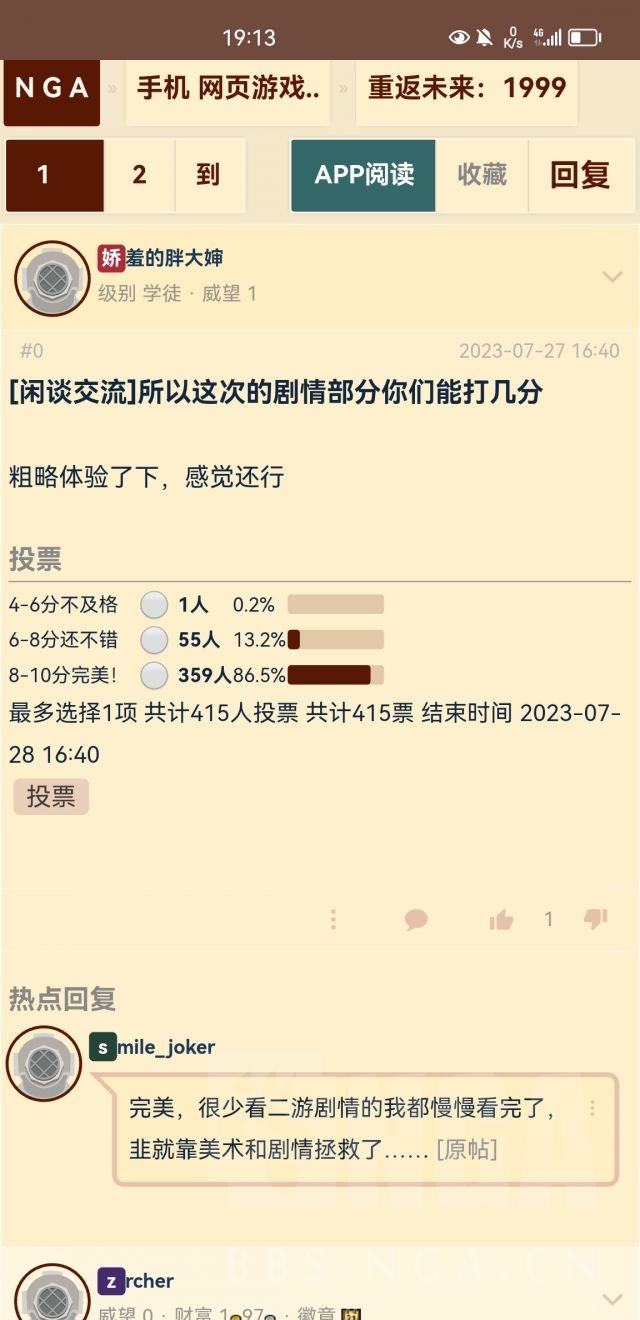 19:13
0 K/s
4G
NGA » 手机 网页游戏.. » 重返未来：1999
1 2 到 APP阅读 收藏 回复
娇羞的胖大婶
级别 学徒 · 威望 1
#0 2023-07-27 16:40
[闲谈交流]所以这次的剧情部分你们能打几分
粗略体验了下，感觉还行
投票
4-6分不及格 1人 0.2%
6-8分还不错 55人 13.2%
8-10分完美！ 359人86.5%
最多选择1项 共计415人投票 共计415票 结束时间 2023-07-
28 16:40
投票
1
热点回复
smile_joker
完美，很少看二游剧情的我都慢慢看完了，
韭就靠美术和剧情拯救了…… [原帖]
BBS.NGA.CN
zrcher
威望 0 · 财富 1 97 · 徽章